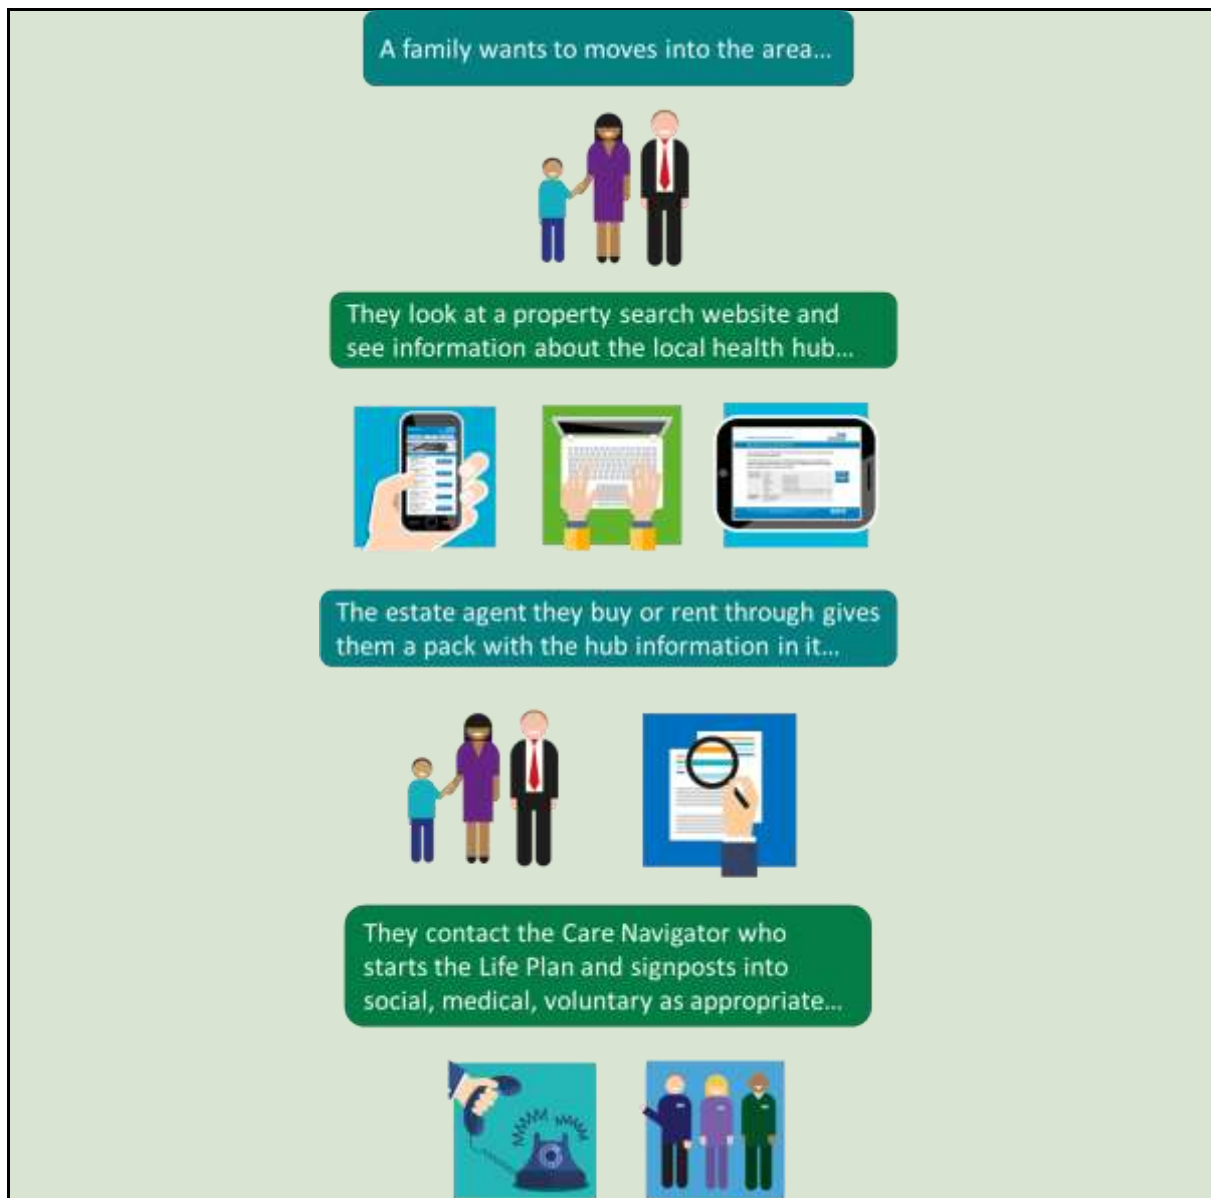 A family wants to moves into the area...
They look at a property search website and
see information about the local health hub...
The estate agent they buy or rent through gives
them a pack with the hub information in it...
They contact the Care Navigator who
starts the Life Plan and signposts into
social, medical, voluntary as appropriate...